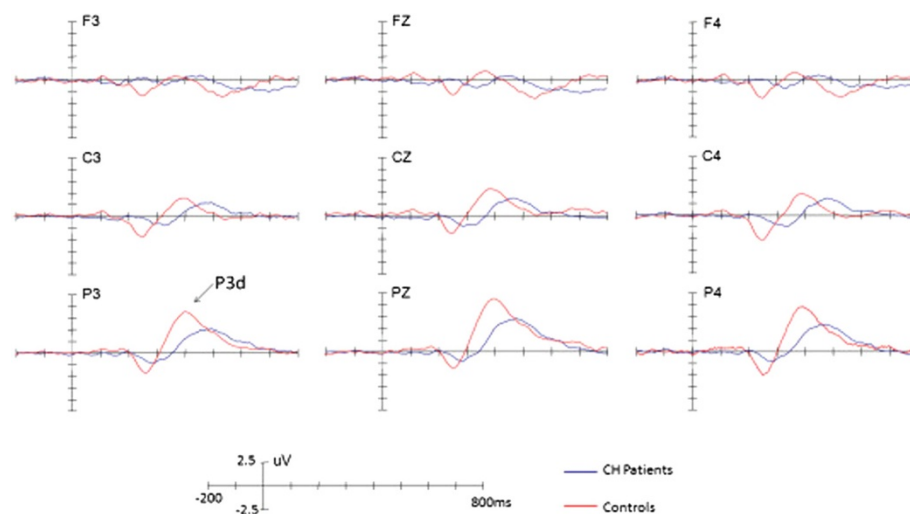 F3
FZ
F4
C3
CZ
C4
P3d
P3
PZ
P4
2.5
uV
-200
800ms
-2.5
CH Patients
Controls